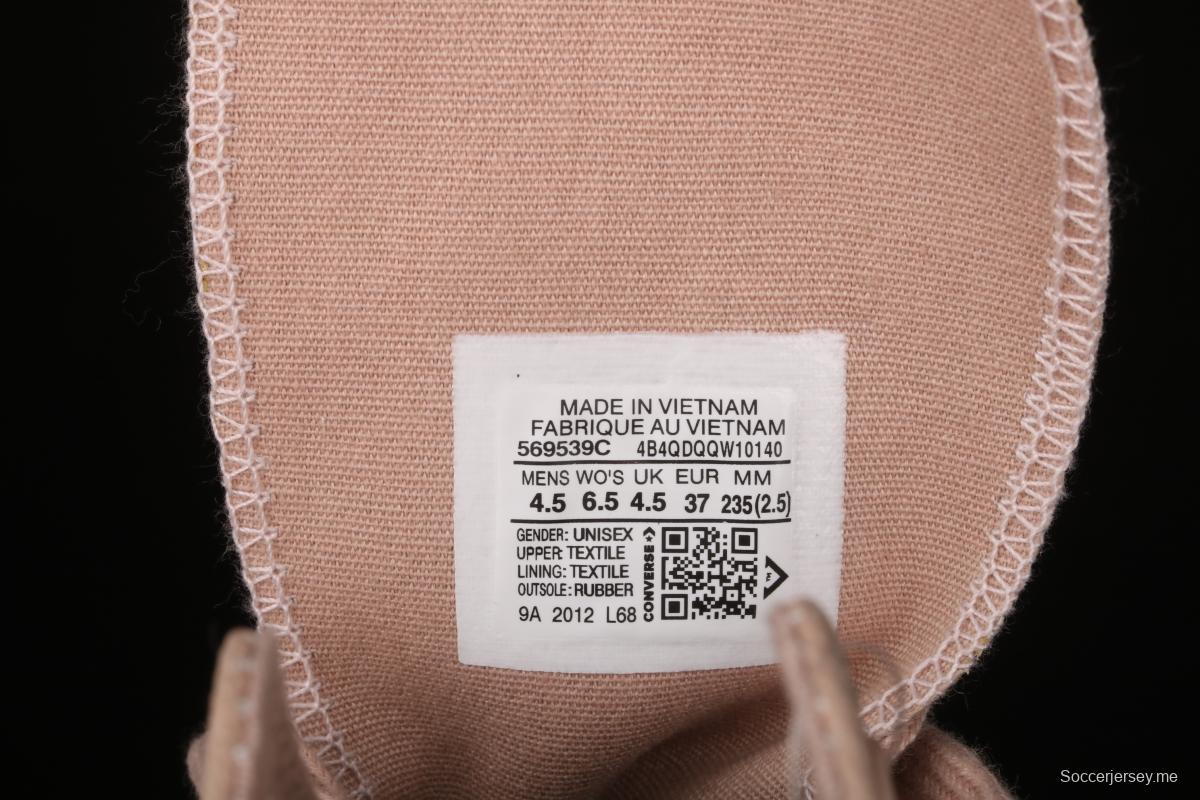 MADE IN VIETNAM
FABRIQUE AU VIETNAM
569539C 4B4QDQQW10140
MENS WO'S UK EUR MM
4.5 6.5 4.5 37 235(2.5)
GENDER: UNISEX
UPPER: TEXTILE
LINING: TEXTILE
OUTSOLE: RUBBER
9A 2012 L68
CONVERSE
Soccerjersey.me